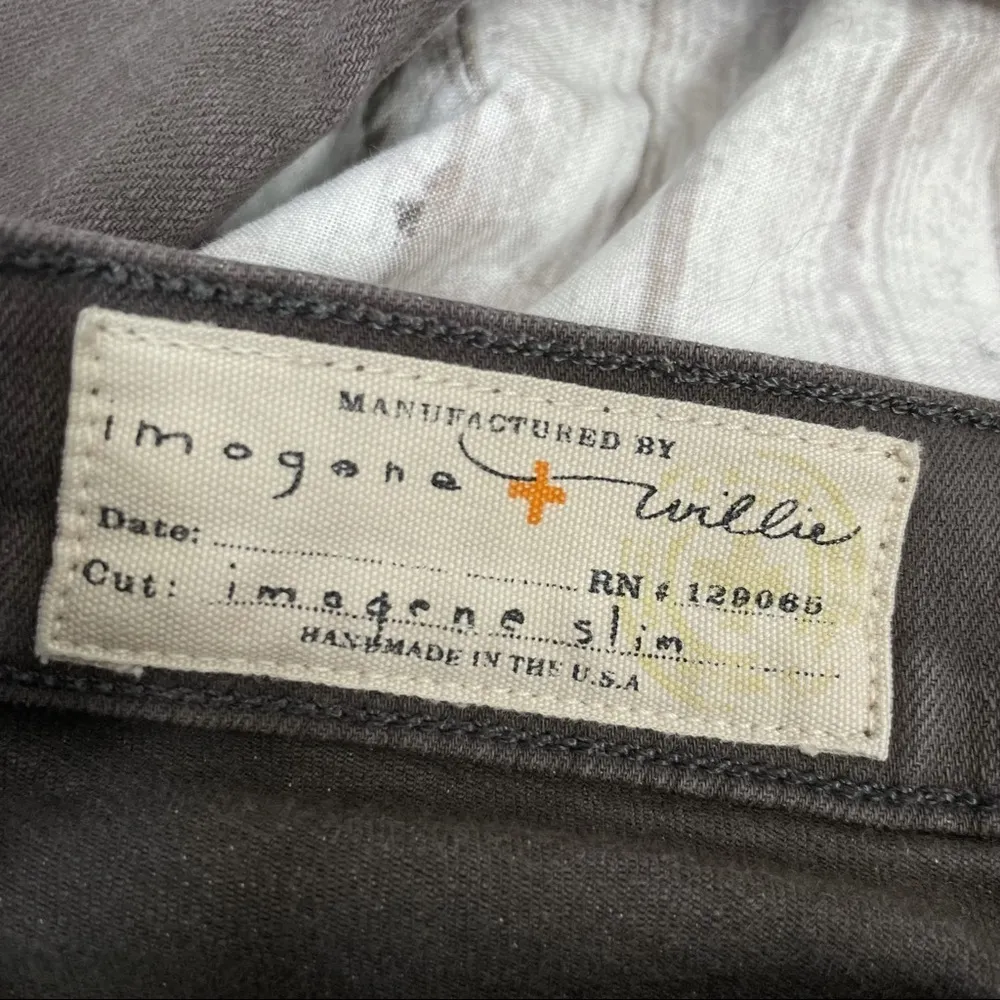 MANUFACTURED BY
imogene + willie
Date: RN # 129065
Cut: imogene slim
HANDMADE IN THE U.S.A